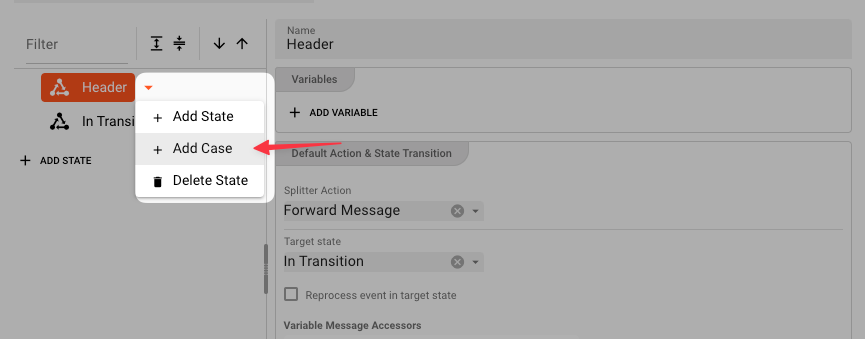 Filter
Header
In Transi
ADD STATE
Add State
Add Case
Delete State
Name
Header
Variables
ADD VARIABLE
Default Action & State Transition
Splitter Action
Forward Message
Target state
In Transition
Reprocess event in target state
Variable Message Accessors